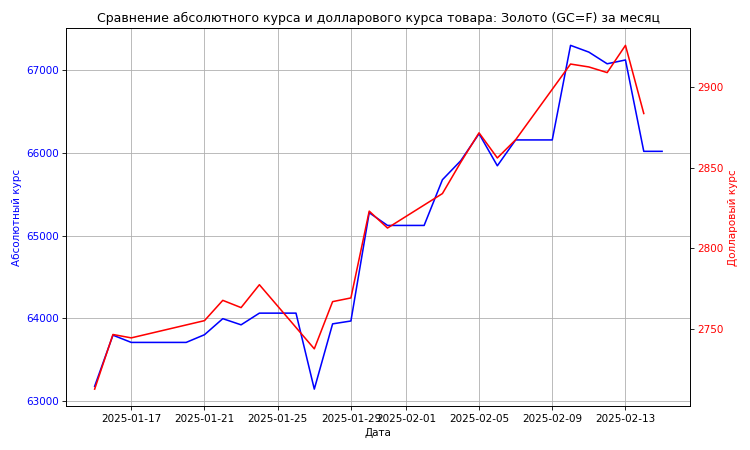 Сравнение абсолютного курса и долларового курса товара: Золото (GC=F) за месяц
67000
66000
65000
64000
63000
Абсолютный курс
2900
2850
2800
2750
Долларовый курс
2025-01-17 2025-01-21 2025-01-25 2025-01-29 2025-02-01 2025-02-05 2025-02-09 2025-02-13
Дата